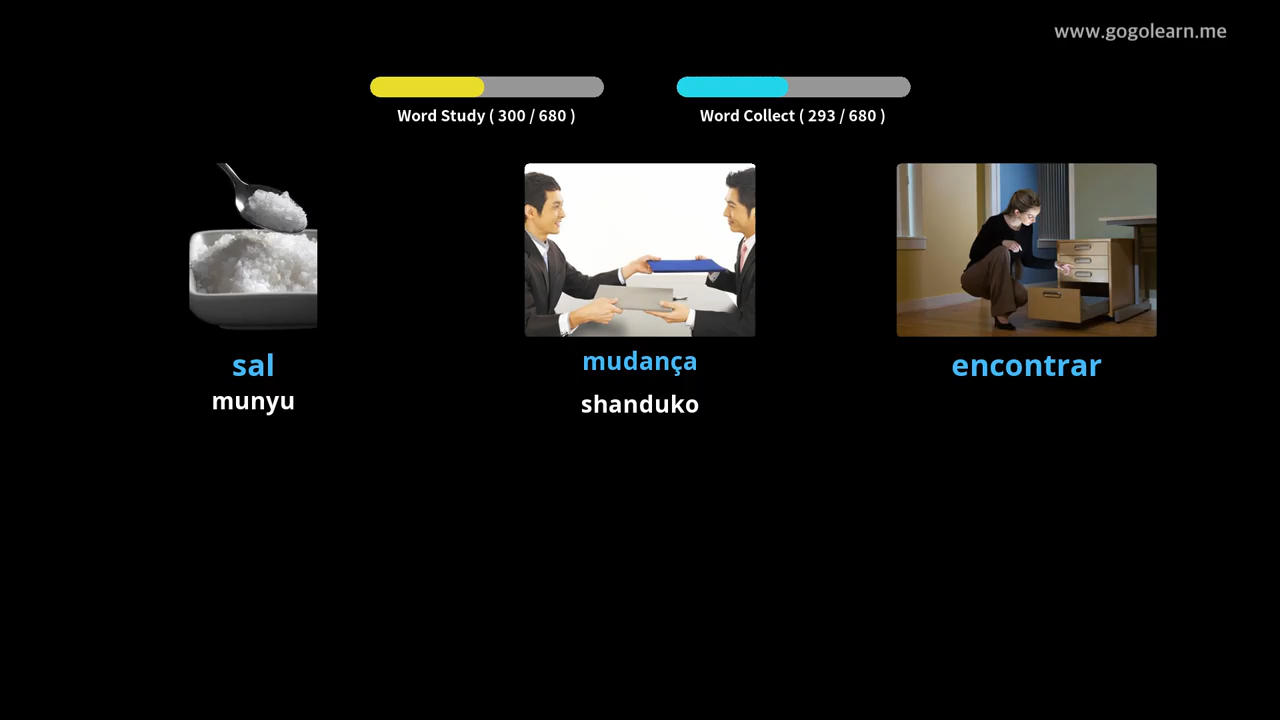 www.gogolearn.me
Word Study ( 300 / 680 )
Word Collect ( 293 / 680 )
sal
munyu
mudança
shanduko
encontrar